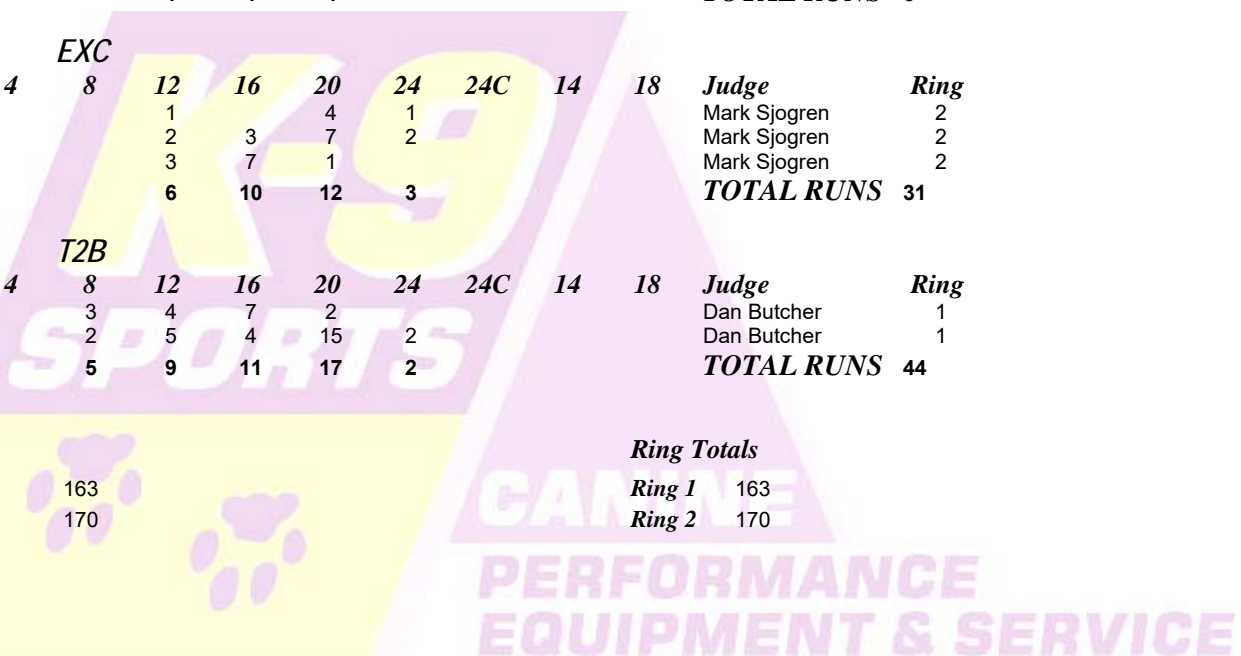 EXC
4 8 12 16 20 24 24C 14 18 Judge Ring
1 4 1 Mark Sjogren 2
2 3 7 2 Mark Sjogren 2
3 7 1 Mark Sjogren 2
6 10 12 3 TOTAL RUNS 31
T2B
4 8 12 16 20 24 24C 14 18 Judge Ring
3 4 7 2 Dan Butcher 1
2 5 4 15 2 Dan Butcher 1
5 9 11 17 2 TOTAL RUNS 44
Ring Totals
163 Ring 1 163
170 Ring 2 170
K-9
SPORTS
CANINE
PERFORMANCE
EQUIPMENT & SERVICE